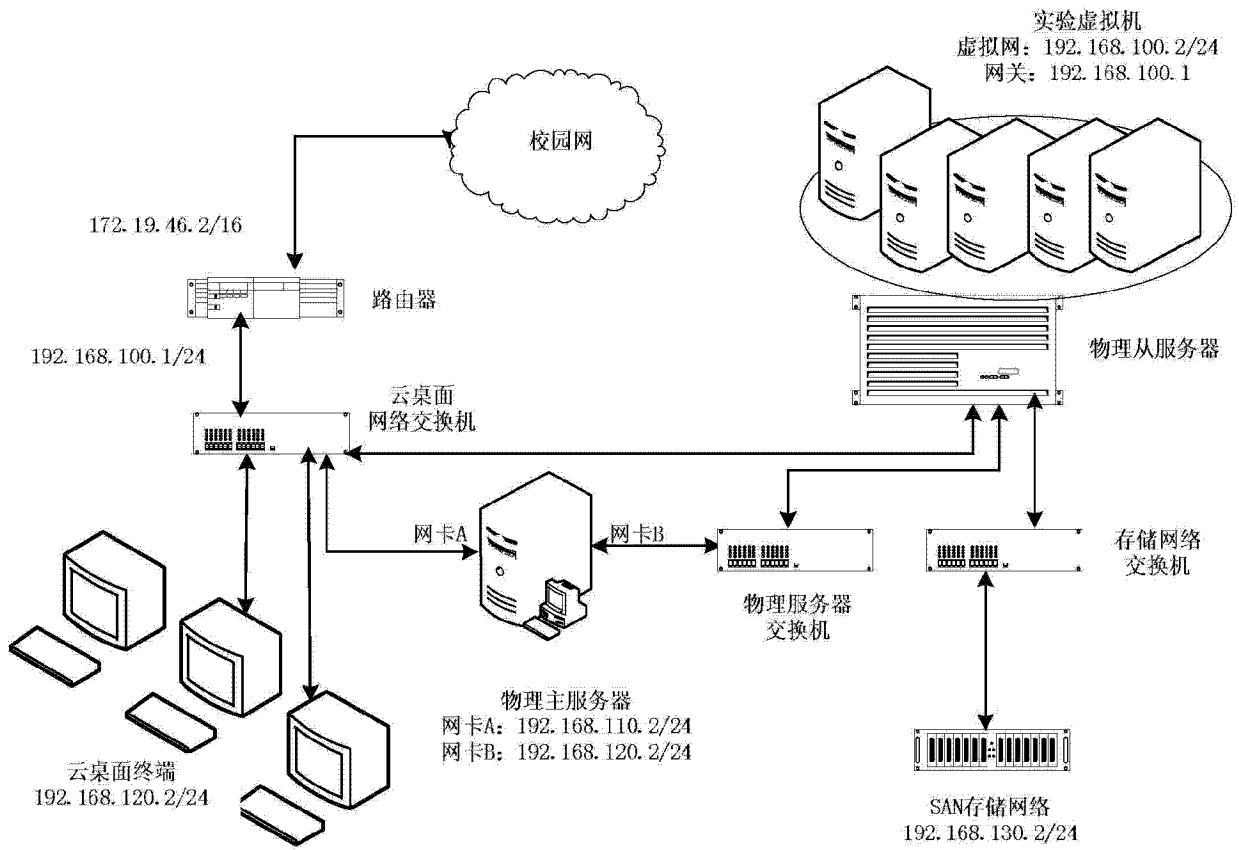 实验虚拟机
虚拟网：192.168.100.2/24
网关：192.168.100.1
校园网
172.19.46.2/16
路由器
192.168.100.1/24
物理从服务器
云桌面
网络交换机
网卡A
网卡B
存储网络
交换机
物理服务器
交换机
物理主服务器
网卡A：192.168.110.2/24
网卡B：192.168.120.2/24
云桌面终端
192.168.120.2/24
SAN存储网络
192.168.130.2/24